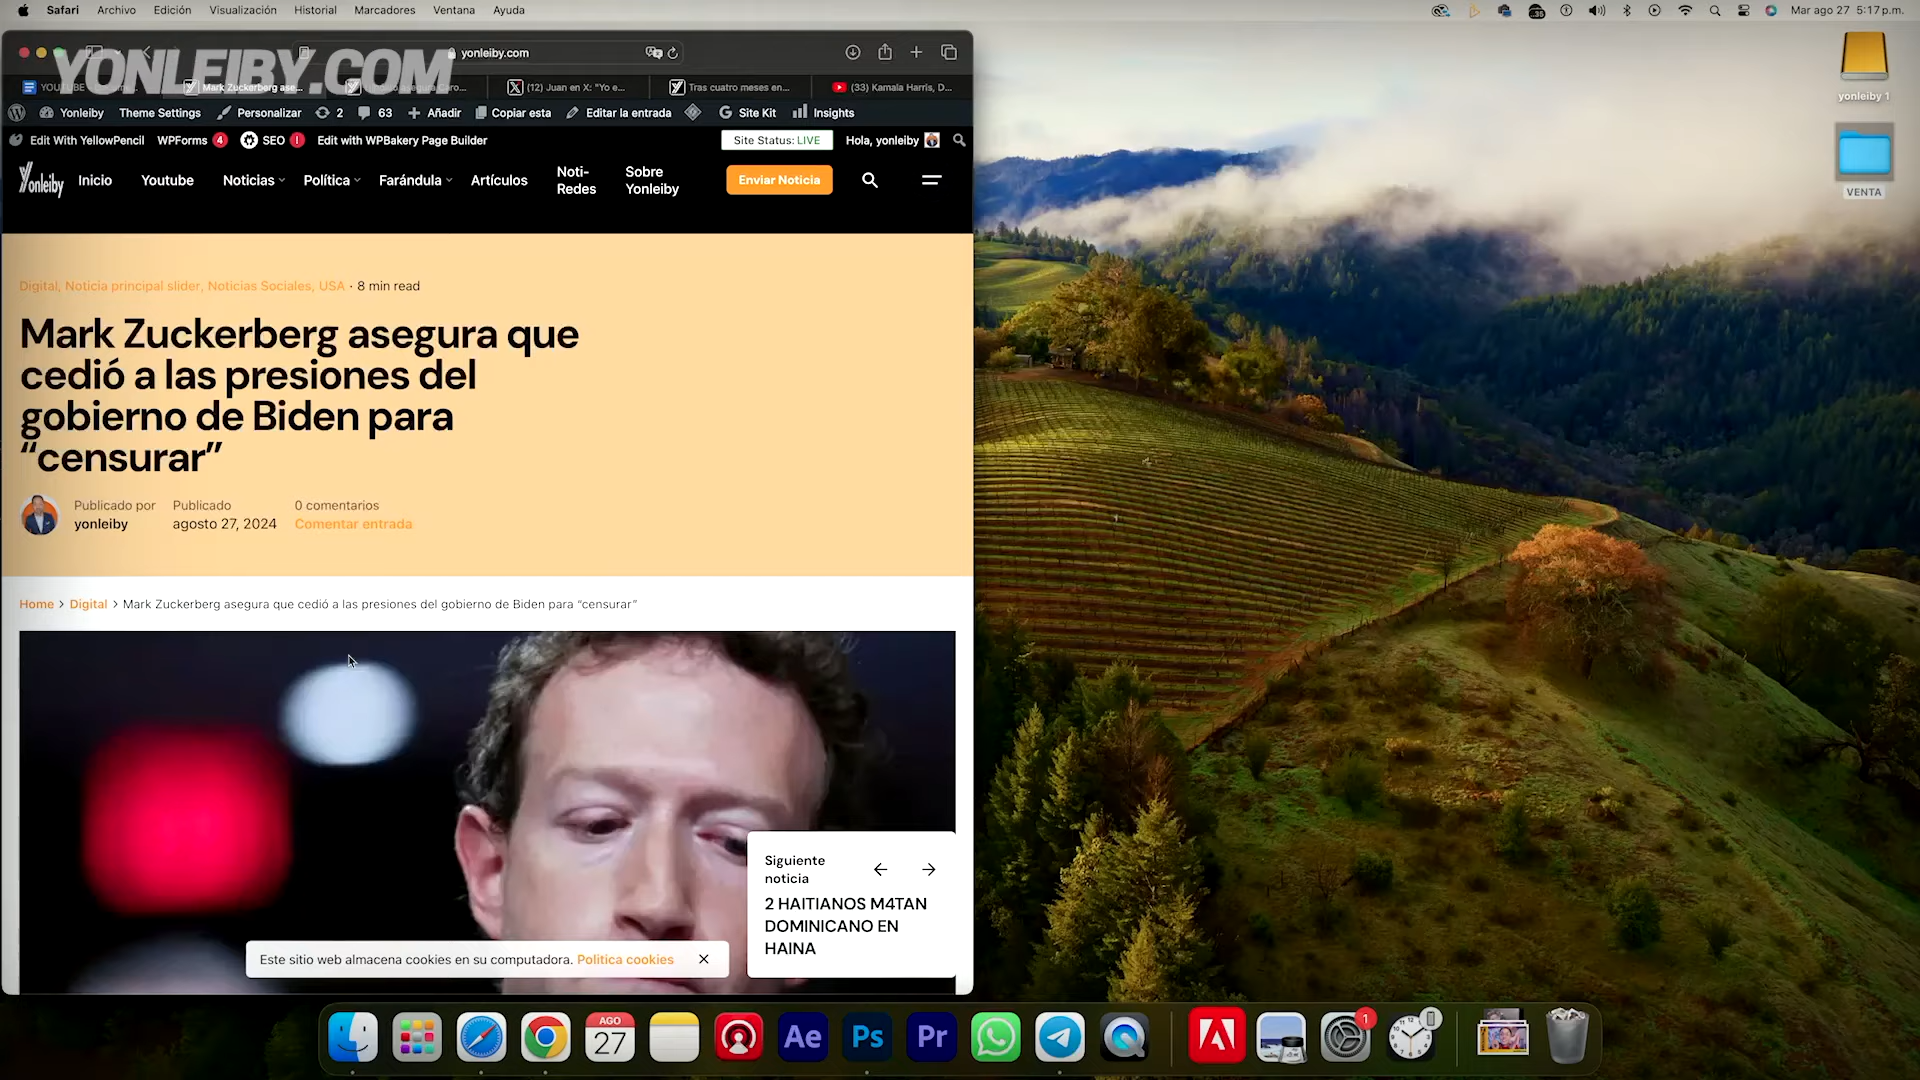 Safari Archivo Edición Visualización Historial Marcadores Ventana Ayuda
35
Mar ago 27 5:17 p.m.
YONLEIBY.COM
yonleiby.com
Mark Zuckerberg ase...
(12) Juan en X: "Yo e...
Tras cuatro meses en...
(33) Kamala Harris, D...
Yonleiby Theme Settings Personalizar 2 63 Añadir Copiar esta Editar la entrada Site Kit Insights
Edit With YellowPencil WPForms 4 SEO ! Edit with WPBakery Page Builder Site Status: LIVE Hola, yonleiby
Yonleiby
Inicio Youtube Noticias Política Farándula Artículos Noti-Redes Sobre Yonleiby Enviar Noticia
Digital, Noticia principal slider, Noticias Sociales, USA · 8 min read
Mark Zuckerberg asegura que
cedió a las presiones del
gobierno de Biden para
“censurar”
Publicado por Publicado 0 comentarios
yonleiby agosto 27, 2024 Comentar entrada
Home > Digital > Mark Zuckerberg asegura que cedió a las presiones del gobierno de Biden para “censurar”
Siguiente
noticia
2 HAITIANOS M4TAN
DOMINICANO EN
HAINA
Este sitio web almacena cookies en su computadora. Politica cookies
yonleiby 1
VENTA
AGO
27
Ae
Ps
Pr
1